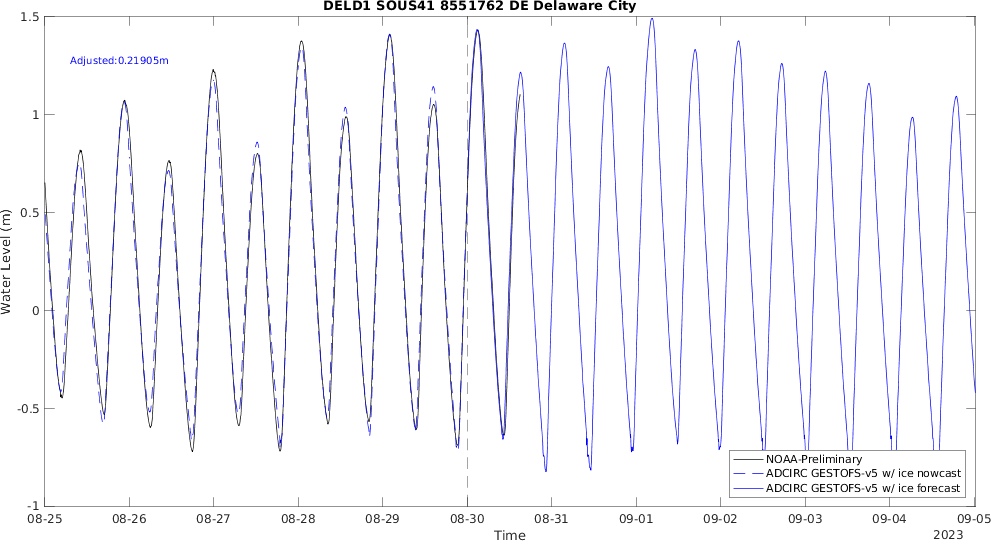 DELD1 SOUS41 8551762 DE Delaware City
Adjusted:0.21905m
Water Level (m)
1.5
1
0.5
0
-0.5
-1
NOAA-Preliminary
ADCIRC GESTOFS-v5 w/ ice nowcast
ADCIRC GESTOFS-v5 w/ ice forecast
08-25 08-26 08-27 08-28 08-29 08-30 08-31 09-01 09-02 09-03 09-04 09-05
Time
2023